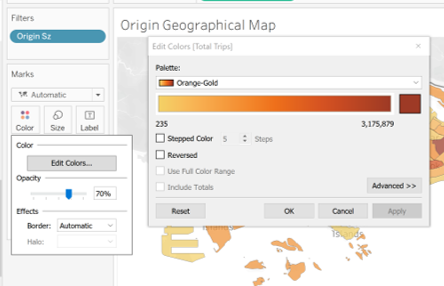 Filters
Origin Sz
Marks
Automatic
Color
Size
Label
Color
Edit Colors...
Opacity
70%
Effects
Border:
Automatic
Halo:
Origin Geographical Map
Edit Colors [Total Trips]
Palette:
Orange-Gold
235
3,175,879
Stepped Color
5
Steps
Reversed
Use Full Color Range
Include Totals
Advanced >>
Reset
OK
Cancel
Apply
Islands
Islands